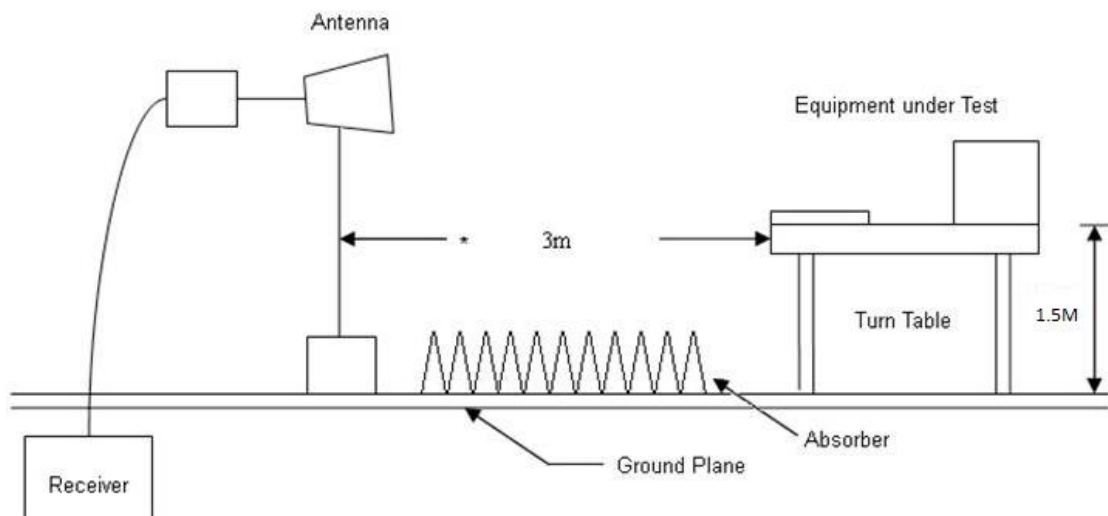 Antenna
Equipment under Test
* 3m
Turn Table
1.5M
Absorber
Ground Plane
Receiver